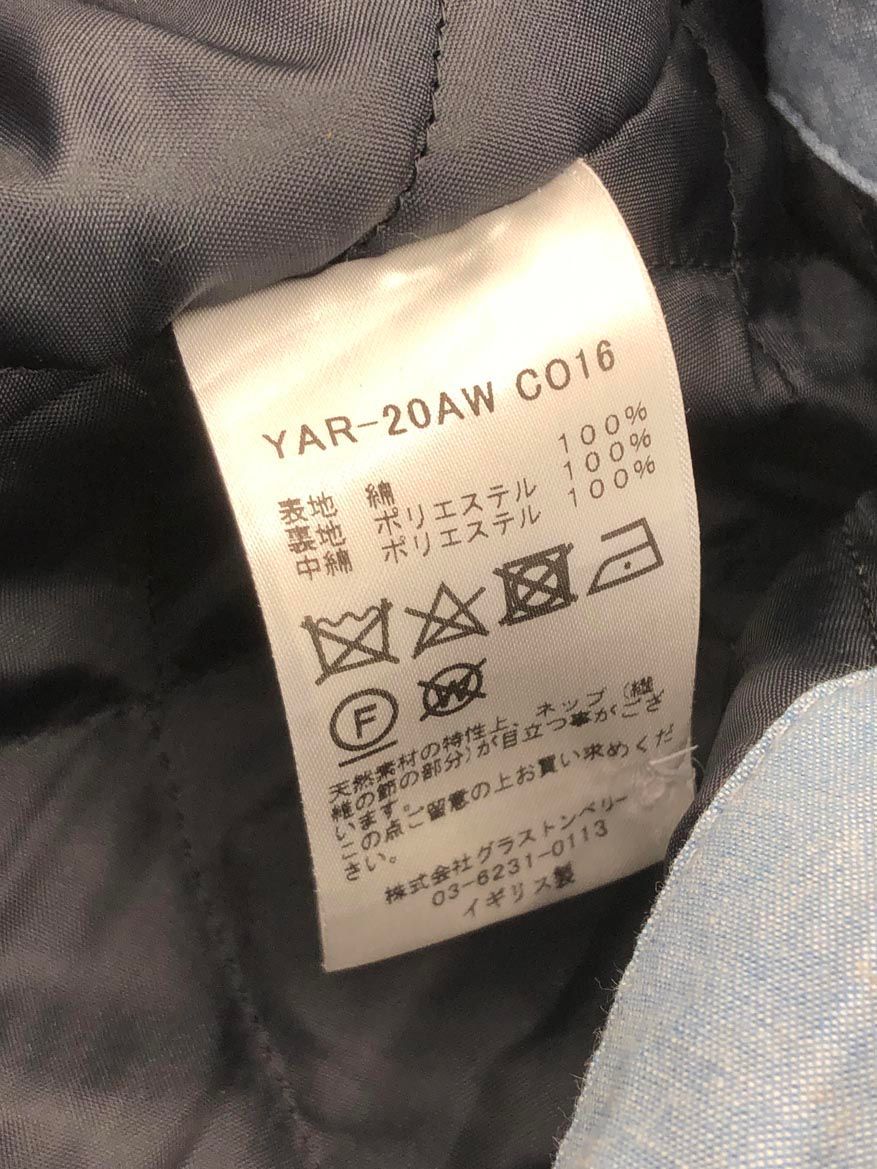 YAR-20AW CO16
表地 綿 100%
裏地 ポリエステル 100%
中綿 ポリエステル 100%
F
W
天然素材の特性上、ネップ(繊
維の節の部分)が目立つ事がござ
います。
この点ご留意の上お買い求めくだ
さい。
株式会社グラストンベリー
03-6231-0113
イギリス製